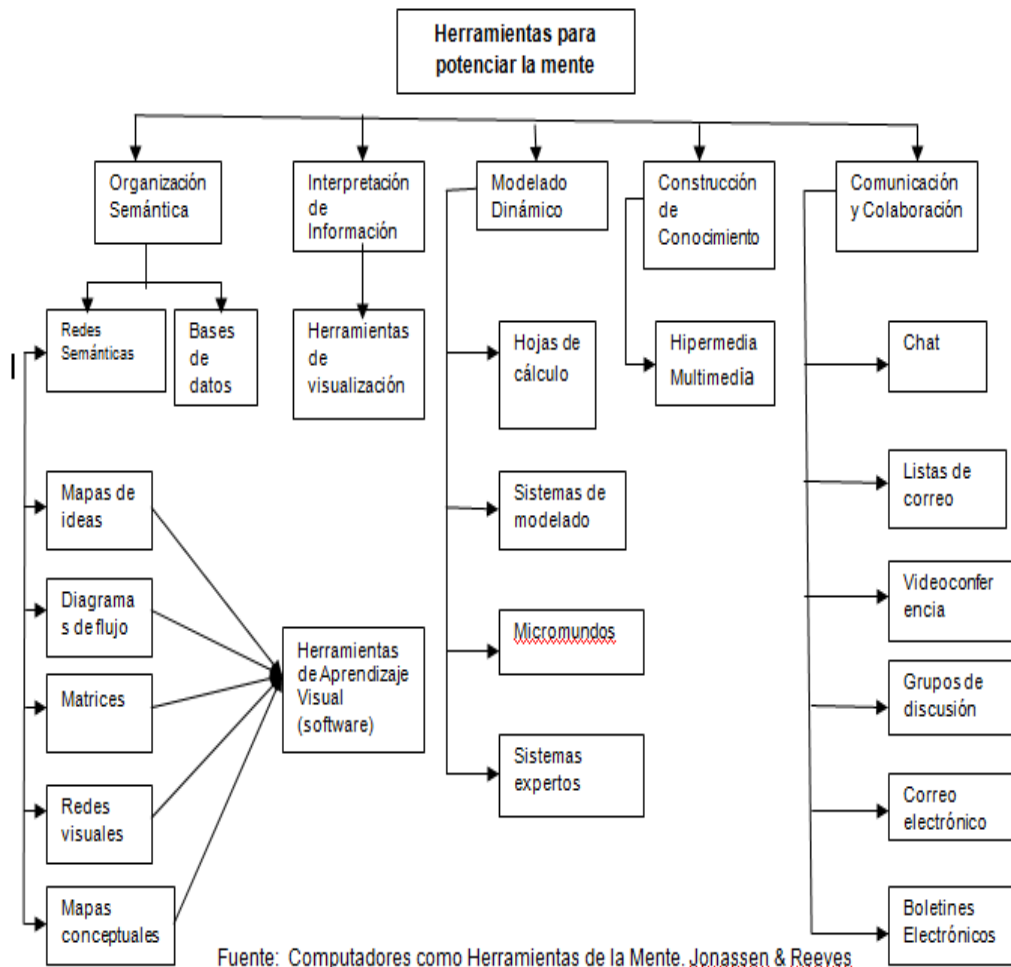 Herramientas para
potenciar la mente
Organización
Semántica
Interpretación
de
Información
Modelado
Dinámico
Construcción
de
Conocimiento
Comunicación
y Colaboración
Redes
Semánticas
Bases
de
datos
Herramientas
de
visualización
Hojas de
cálculo
Hipermedia
Multimedia
Chat
Mapas de
ideas
Sistemas de
modelado
Listas de
correo
Diagrama
s de flujo
Herramientas
de Aprendizaje
Visual
(software)
Micromundos
Videoconfer
encia
Matrices
Grupos de
discusión
Redes
visuales
Sistemas
expertos
Correo
electrónico
Mapas
conceptuales
Boletines
Electrónicos
Fuente: Computadores como Herramientas de la Mente. Jonassen & Reeves